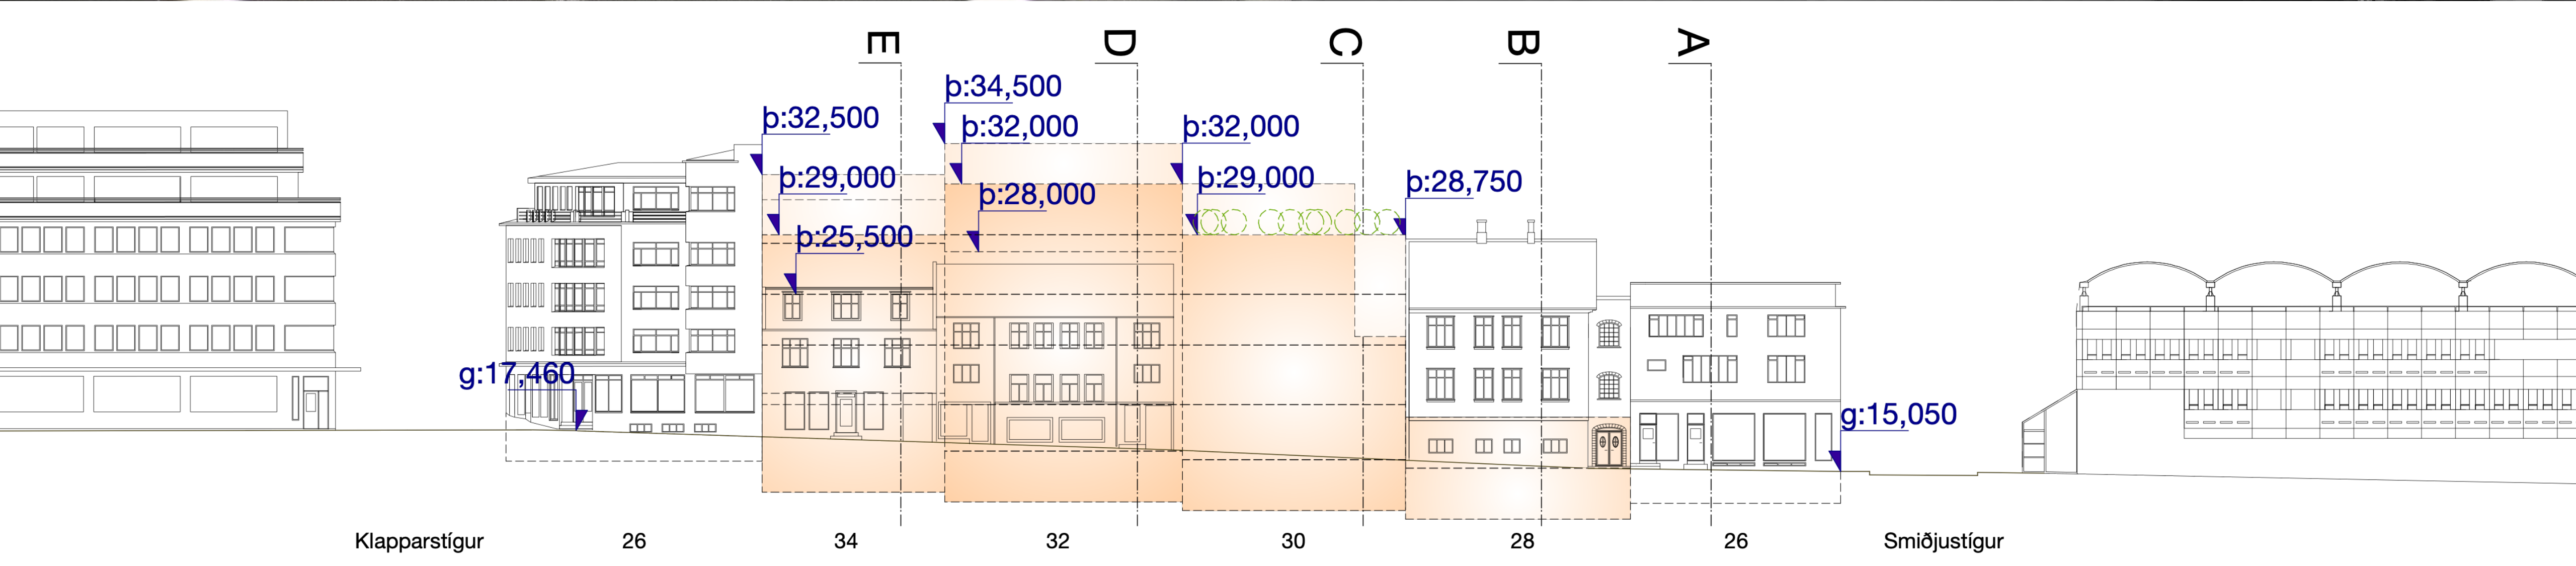 E
D
C
B
A
þ:34,500
þ:32,500
þ:32,000
þ:32,000
þ:29,000
þ:29,000
þ:28,750
þ:28,000
þ:25,500
g:17,460
g:15,050
Klapparstígur 26 34 32 30 28 26 Smiðjustígur